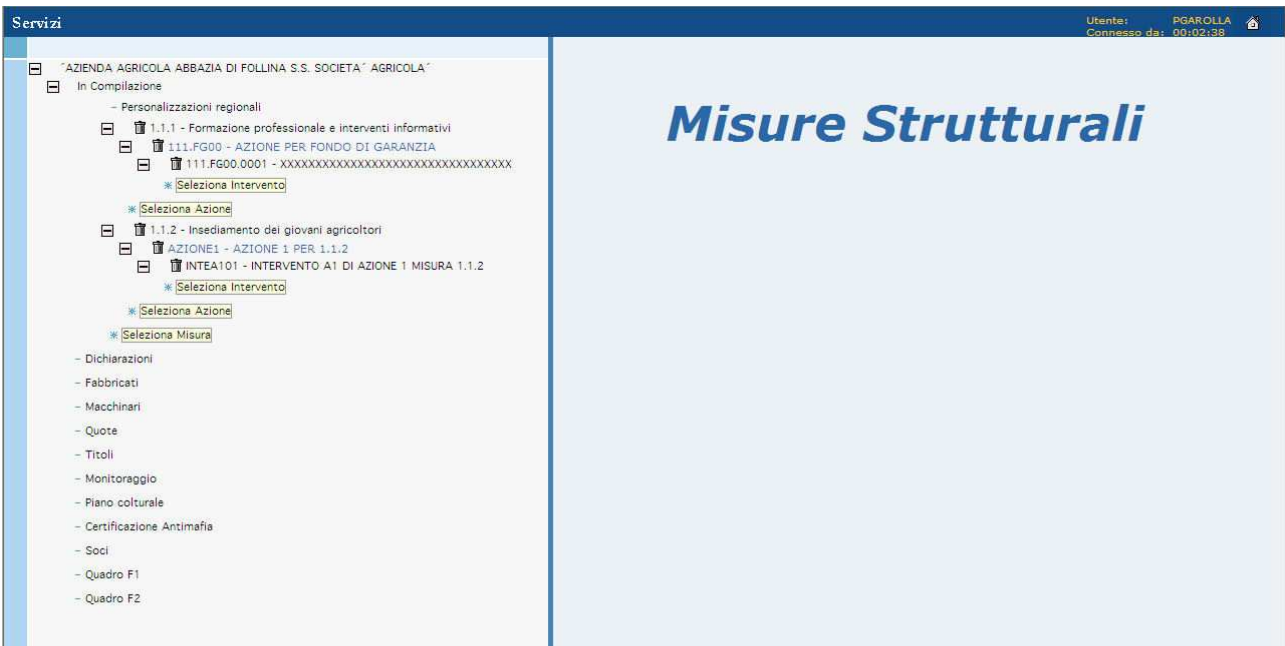 Servizi
Utente: PGAROLLA
Connesso da: 00:02:38
´AZIENDA AGRICOLA ABBAZIA DI FOLLINA S.S. SOCIETA´ AGRICOLA´
In Compilazione
- Personalizzazioni regionali
1.1.1 - Formazione professionale e interventi informativi
111.FG00 - AZIONE PER FONDO DI GARANZIA
111.FG00.0001 - XXXXXXXXXXXXXXXXXXXXXXXXXXXXXXXXXX
Seleziona Intervento
Seleziona Azione
1.1.2 - Insediamento dei giovani agricoltori
AZIONE1 - AZIONE 1 PER 1.1.2
INTEA101 - INTERVENTO A1 DI AZIONE 1 MISURA 1.1.2
Seleziona Intervento
Seleziona Azione
Seleziona Misura
- Dichiarazioni
- Fabbricati
- Macchinari
- Quote
- Titoli
- Monitoraggio
- Piano colturale
- Certificazione Antimafia
- Soci
- Quadro F1
- Quadro F2
Misure Strutturali